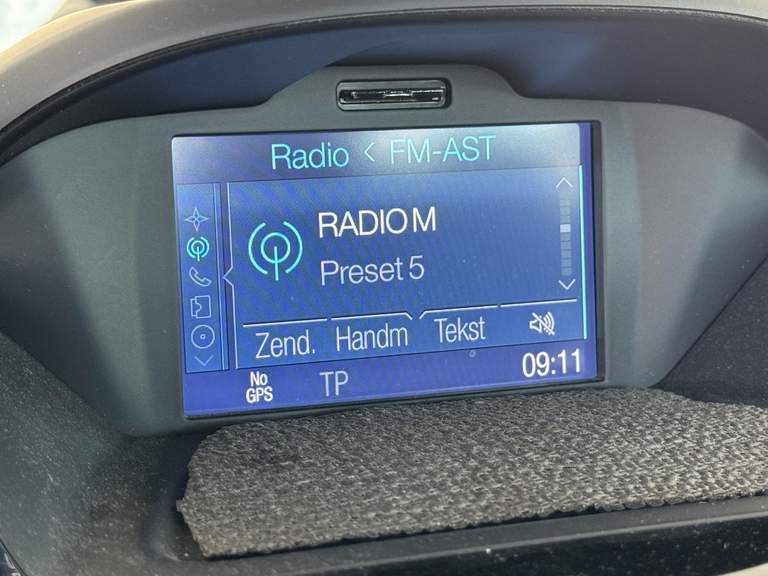 Radio < FM-AST
RADIO M
Preset 5
Zend. Handm Tekst
No GPS TP 09:11